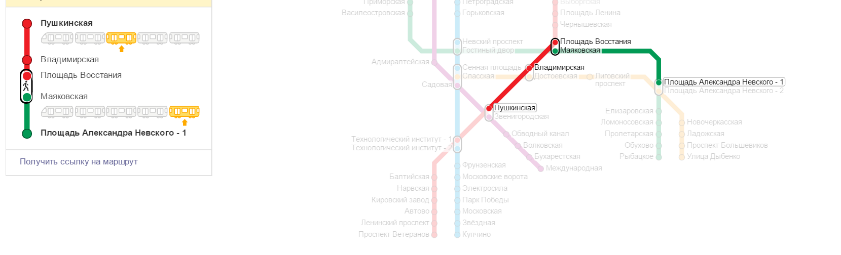 Пушкинская
Владимирская
Площадь Восстания
Маяковская
Площадь Александра Невского - 1
Получить ссылку на маршрут
Приморская
Василеостровская
Петроградская
Горьковская
Площадь Ленина
Чернышевская
Невский проспект
Гостиный двор
Площадь Восстания
Маяковская
Адмиралтейская
Сенная площадь
Спасская
Садовая
Владимирская
Достоевская
Лиговский
проспект
Площадь Александра Невского - 1
Площадь Александра Невского - 2
Пушкинская
Звенигородская
Елизаровская
Ломоносовская
Пролетарская
Обухово
Рыбацкое
Новочеркасская
Ладожская
Проспект Большевиков
Улица Дыбенко
Технологический институт - 1
Технологический институт - 2
Обводный канал
Волковская
Бухарестская
Международная
Фрунзенская
Московские ворота
Электросила
Парк Победы
Московская
Звёздная
Купчино
Балтийская
Нарвская
Кировский завод
Автово
Ленинский проспект
Проспект Ветеранов